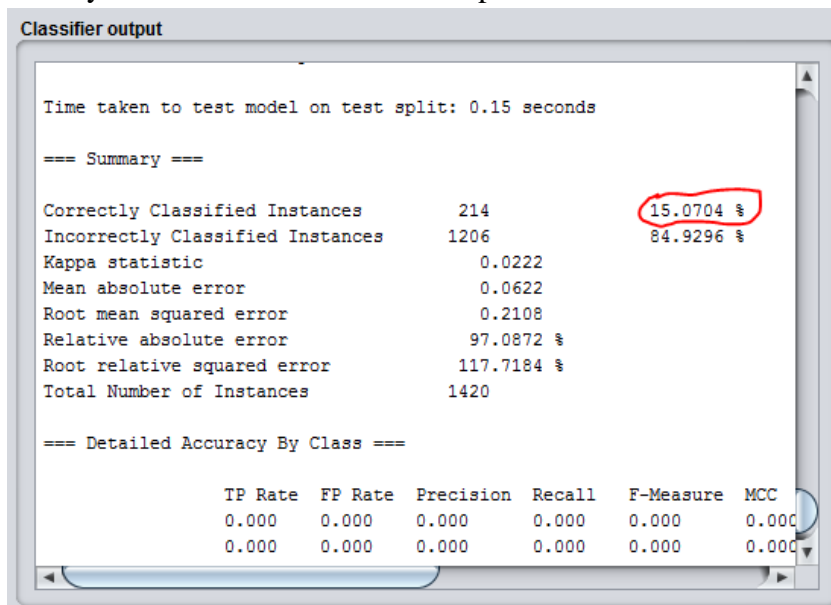 Classifier output
Time taken to test model on test split: 0.15 seconds
=== Summary ===
Correctly Classified Instances 214 15.0704 %
Incorrectly Classified Instances 1206 84.9296 %
Kappa statistic 0.0222
Mean absolute error 0.0622
Root mean squared error 0.2108
Relative absolute error 97.0872 %
Root relative squared error 117.7184 %
Total Number of Instances 1420
=== Detailed Accuracy By Class ===
TP Rate FP Rate Precision Recall F-Measure MCC
0.000 0.000 0.000 0.000 0.000 0.000
0.000 0.000 0.000 0.000 0.000 0.000